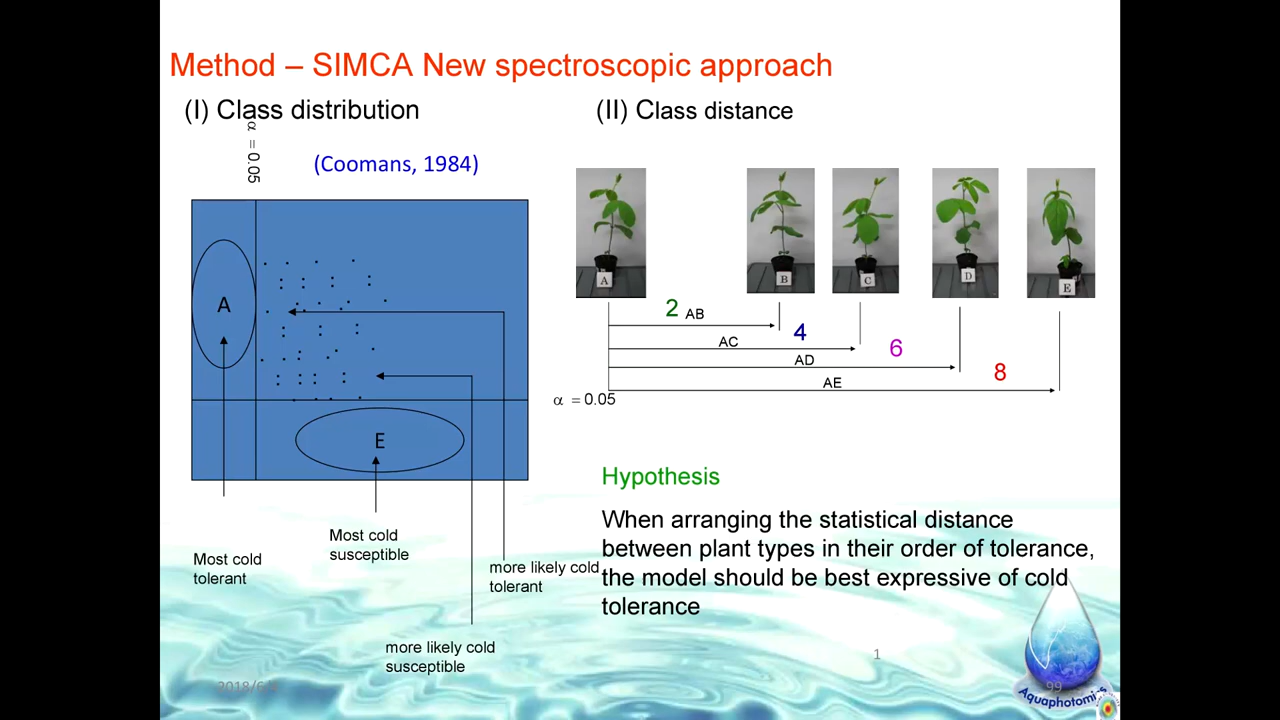 Method – SIMCA New spectroscopic approach
(I) Class distribution
α = 0.05
(Coomans, 1984)
A
E
Most cold
tolerant
Most cold
susceptible
more likely cold
tolerant
more likely cold
susceptible
(II) Class distance
A
B
C
D
E
2 AB
AC 4
AD 6
AE 8
α = 0.05
Hypothesis
When arranging the statistical distance
between plant types in their order of tolerance,
the model should be best expressive of cold
tolerance
1
99
Aquaphotomics